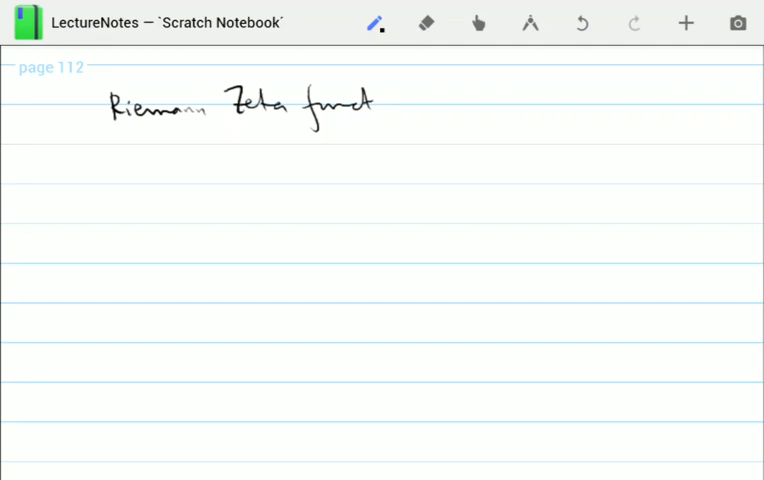 LectureNotes — `Scratch Notebook´
page 112
Riemann Zeta funct